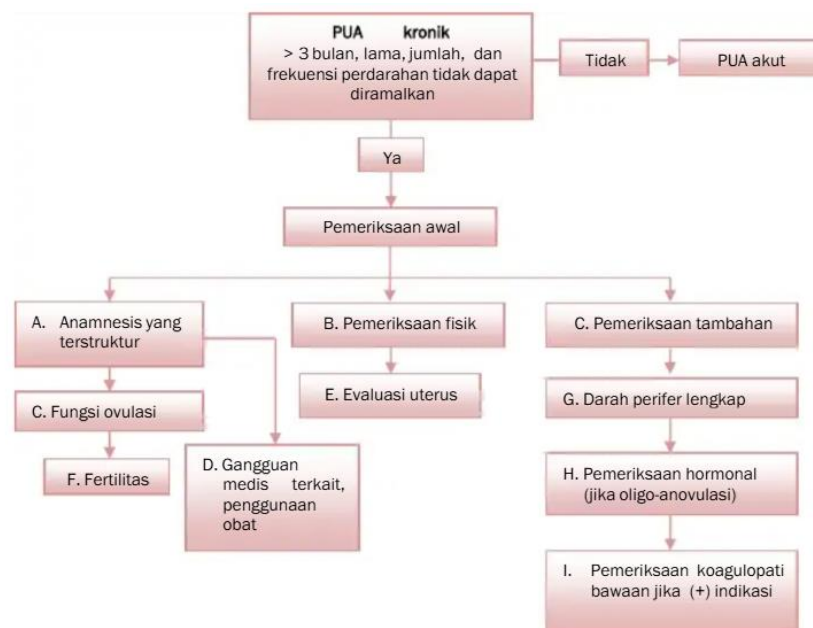 PUA kronik
> 3 bulan, lama, jumlah, dan
frekuensi perdarahan tidak dapat
diramalkan
Tidak
PUA akut
Ya
Pemeriksaan awal
A. Anamnesis yang
terstruktur
B. Pemeriksaan fisik
C. Pemeriksaan tambahan
C. Fungsi ovulasi
E. Evaluasi uterus
G. Darah perifer lengkap
F. Fertilitas
D. Gangguan
medis terkait,
penggunaan
obat
H. Pemeriksaan hormonal
(jika oligo-anovulasi)
I. Pemeriksaan koagulopati
bawaan jika (+) indikasi